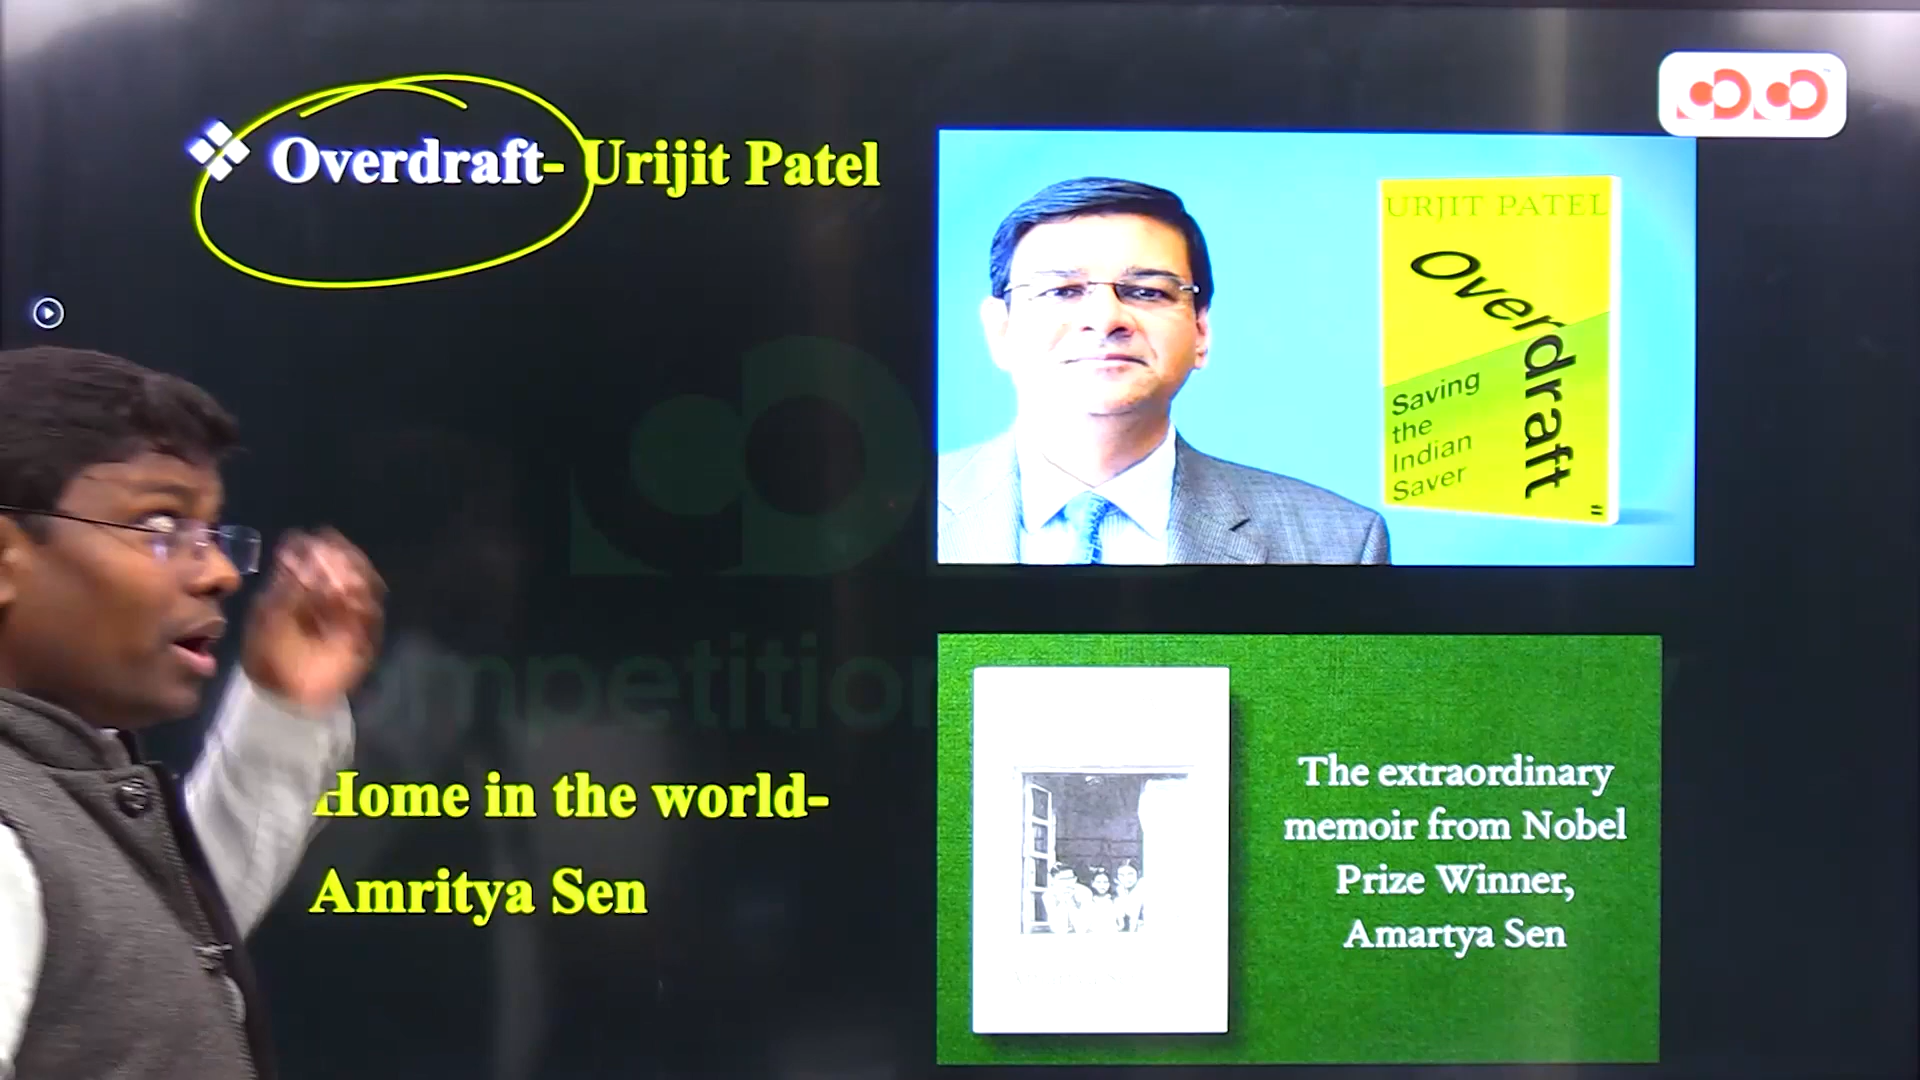 Overdraft- Urijit Patel
URJIT PATEL
Overdraft
Saving
the
Indian
Saver
Home in the world-
Amritya Sen
The extraordinary
memoir from Nobel
Prize Winner,
Amartya Sen